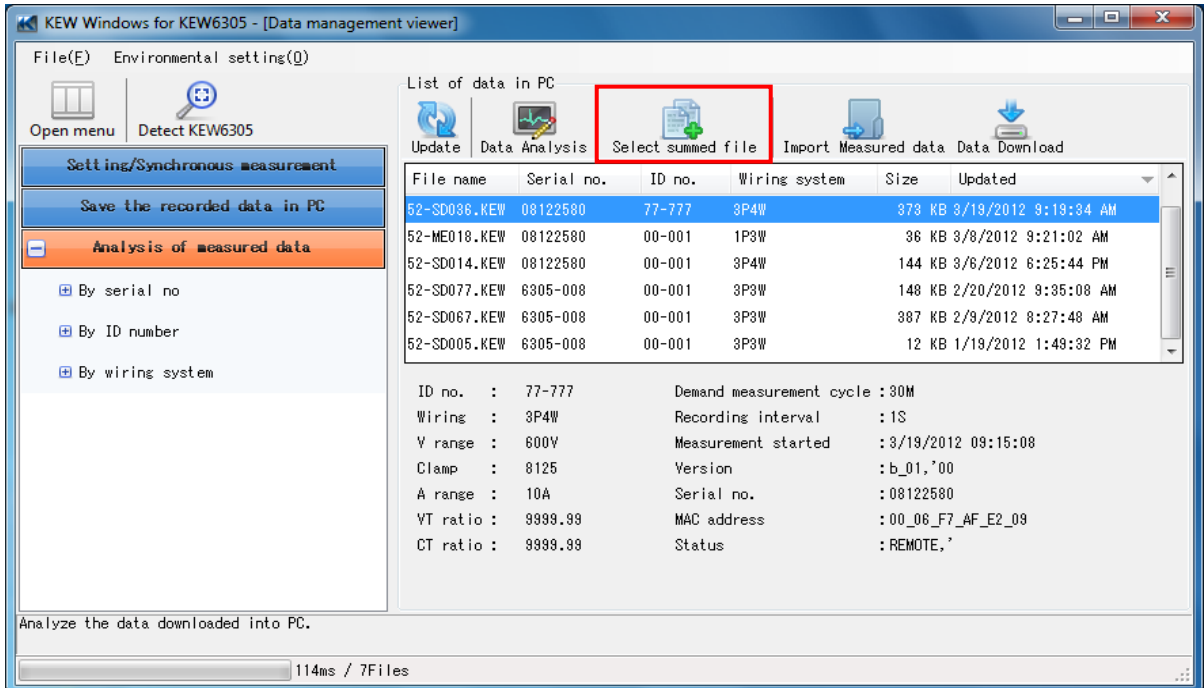 KEW Windows for KEW6305 - [Data management viewer]
File(F) Environmental setting(O)
Open menu
Detect KEW6305
Setting/Synchronous measurement
Save the recorded data in PC
Analysis of measured data
By serial no
By ID number
By wiring system
List of data in PC
Update Data Analysis Select summed file Import Measured data Data Download
File name Serial no. ID no. Wiring system Size Updated
52-SD036.KEW 08122580 77-777 3P4W 373 KB 3/19/2012 9:19:34 AM
52-ME018.KEW 08122580 00-001 1P3W 36 KB 3/8/2012 9:21:02 AM
52-SD014.KEW 08122580 00-001 3P4W 144 KB 3/6/2012 6:25:44 PM
52-SD077.KEW 6305-008 00-001 3P3W 148 KB 2/20/2012 9:35:08 AM
52-SD067.KEW 6305-008 00-001 3P3W 387 KB 2/9/2012 8:27:48 AM
52-SD005.KEW 6305-008 00-001 3P3W 12 KB 1/19/2012 1:49:32 PM
ID no. : 77-777 Demand measurement cycle :30M
Wiring : 3P4W Recording interval :1S
V range : 600V Measurement started :3/19/2012 09:15:08
Clamp : 8125 Version :b_01,'00
A range : 10A Serial no. :08122580
VT ratio : 9999.99 MAC address :00_06_F7_AF_E2_09
CT ratio : 9999.99 Status :REMOTE,'
Analyze the data downloaded into PC.
114ms / 7Files